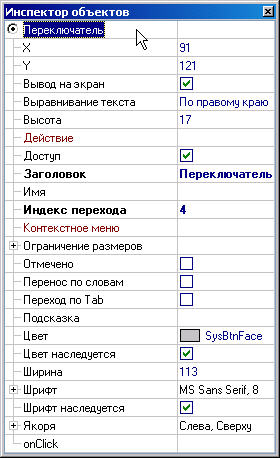 Инспектор объектов
Переключатель
X 91
Y 121
Вывод на экран
Выравнивание текста По правому краю
Высота 17
Действие
Доступ
Заголовок Переключатель
Имя
Индекс перехода 4
Контекстное меню
Ограничение размеров
Отмечено
Перенос по словам
Переход по Tab
Подсказка
Цвет SysBtnFace
Цвет наследуется
Ширина 113
Шрифт MS Sans Serif, 8
Шрифт наследуется
Якоря Слева, Сверху
onClick